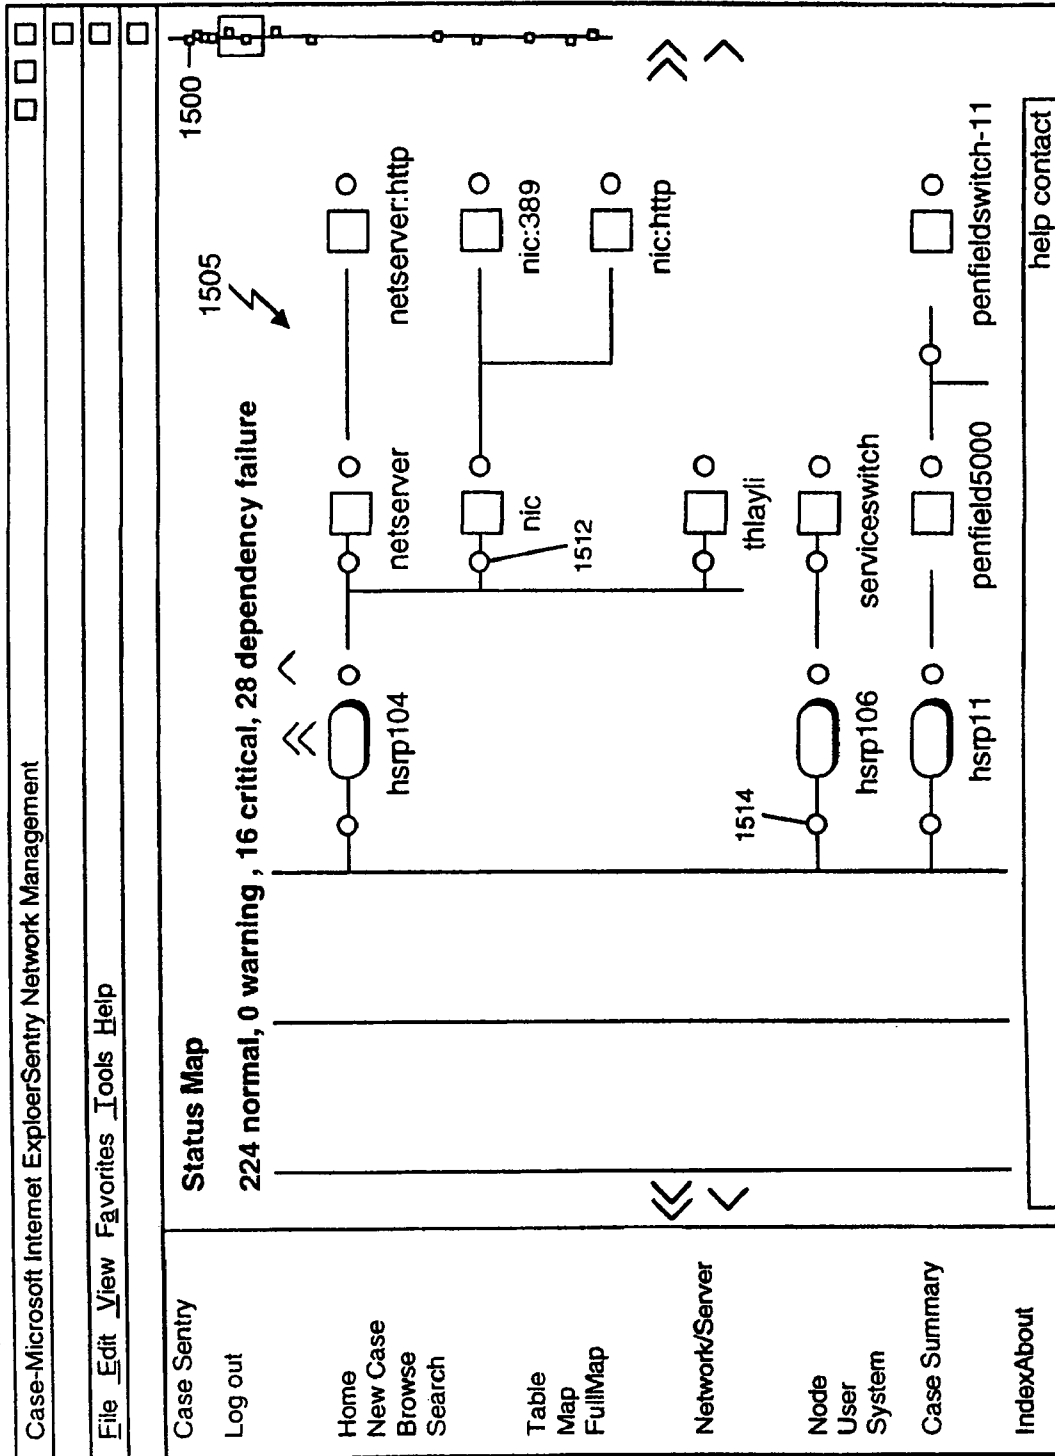 Case-Microsoft Internet ExploerSentry Network Management
File Edit View Favorites Tools Help
Case Sentry
Log out
Home
New Case
Browse
Search
Table
Map
FullMap
Network/Server
Node
User
System
Case Summary
IndexAbout
Status Map
224 normal, 0 warning , 16 critical, 28 dependency failure
1500
1505
hsrp104
netserver
netserver:http
nic
1512
nic:389
nic:http
thlayli
1514
hsrp106
serviceswitch
hsrp11
penfield5000
penfieldswitch-11
help contact